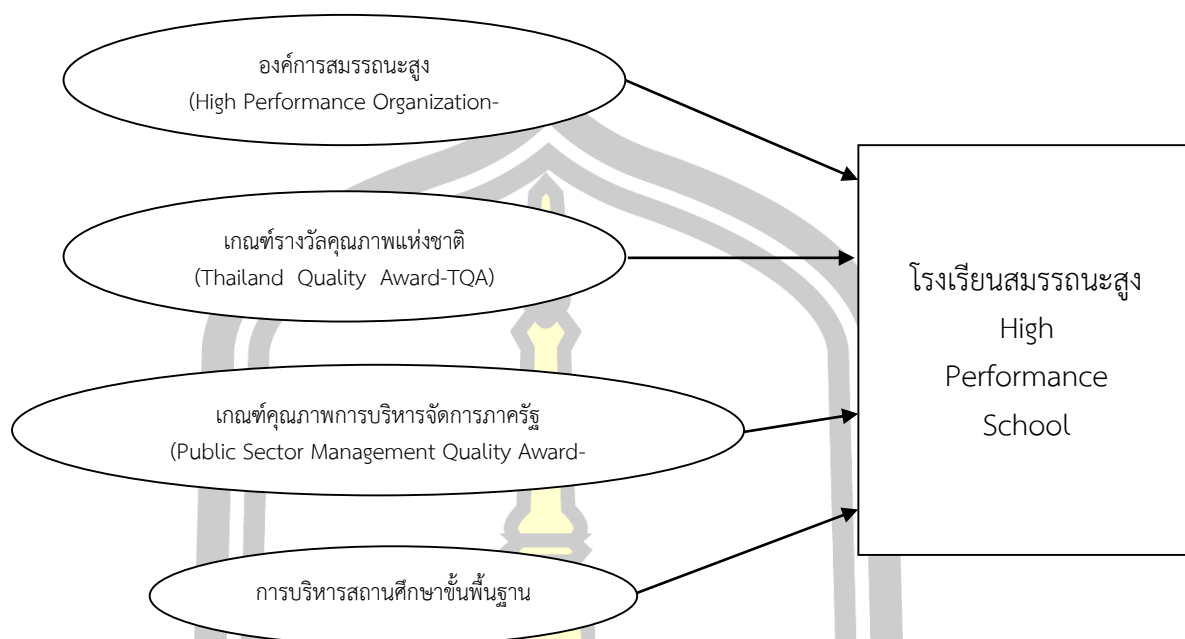 องค์การสมรรถนะสูง
(High Performance Organization-
เกณฑ์รางวัลคุณภาพแห่งชาติ
(Thailand Quality Award-TQA)
เกณฑ์คุณภาพการบริหารจัดการภาครัฐ
(Public Sector Management Quality Award-
การบริหารสถานศึกษาขั้นพื้นฐาน
โรงเรียนสมรรถนะสูง
High
Performance
School